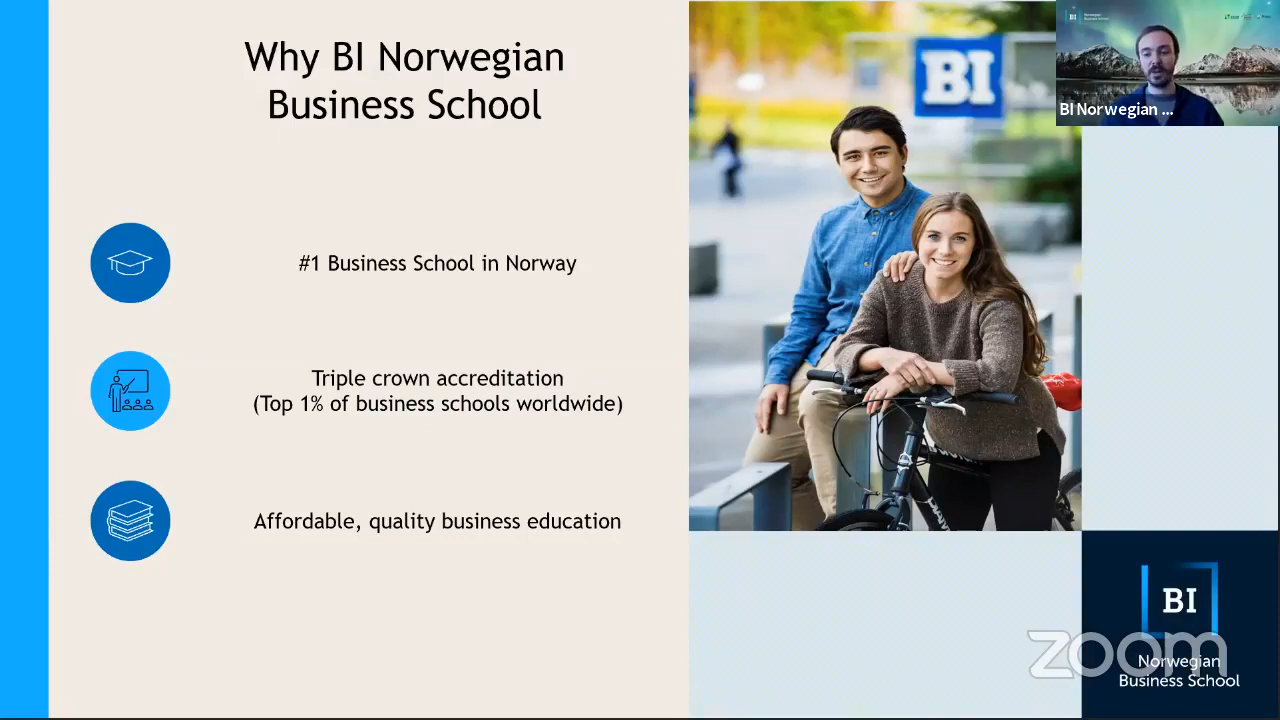 Why BI Norwegian
Business School
#1 Business School in Norway
Triple crown accreditation
(Top 1% of business schools worldwide)
Affordable, quality business education
BI
BI Norwegian ...
BI
zoom
Norwegian
Business School